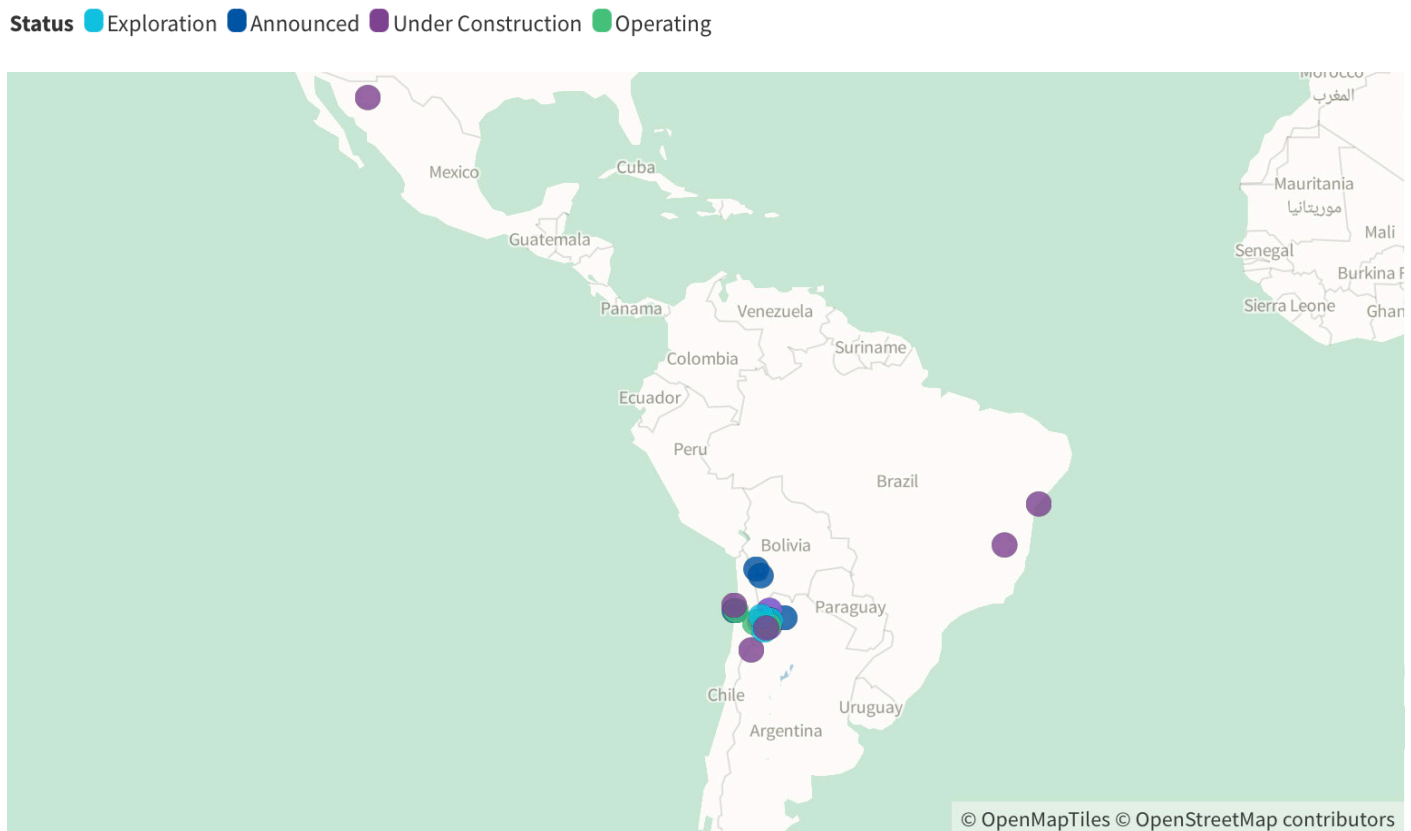 Status Exploration Announced Under Construction Operating
Morocco
المغرب
Mexico
Cuba
Mauritania
موريتانيا
Mali
Guatemala
Senegal
Burkina F
Panama
Venezuela
Sierra Leone
Ghan
Suriname
Colombia
Ecuador
Peru
Brazil
Bolivia
Paraguay
Chile
Uruguay
Argentina
© OpenMapTiles © OpenStreetMap contributors